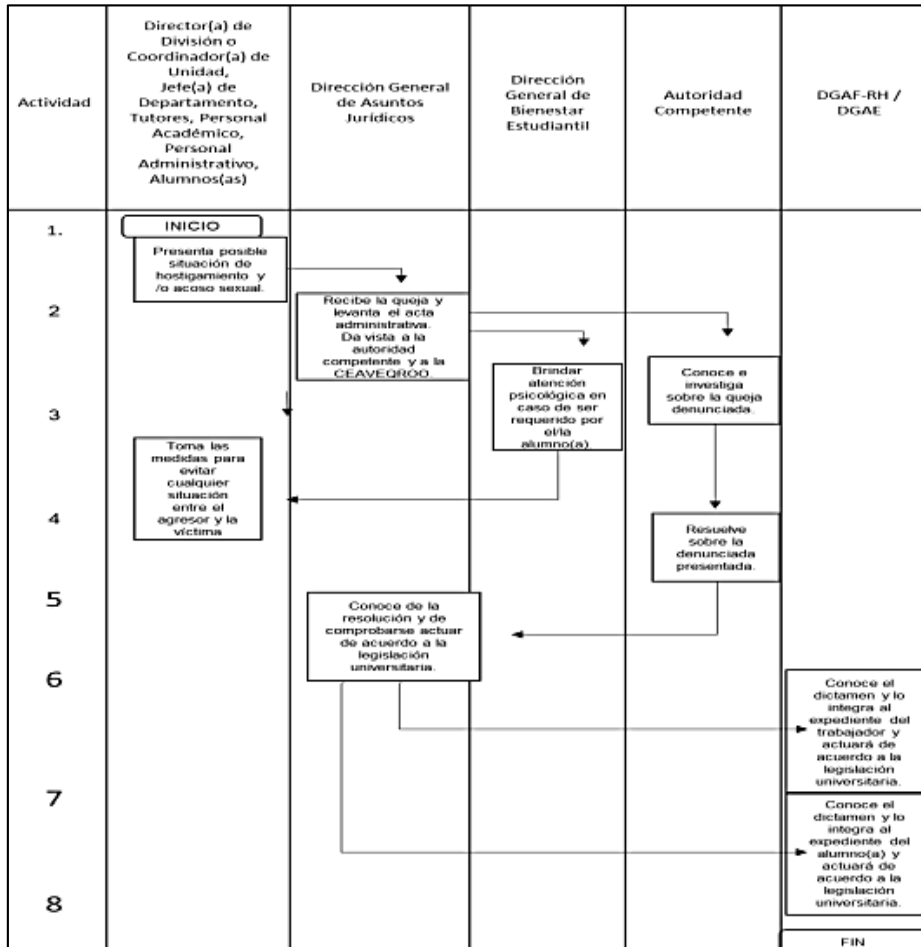 Actividad
Director(a) de
División o
Coordinador(a) de
Unidad,
Jefe(a) de
Departamento,
Tutores, Personal
Académico,
Personal
Administrativo,
Alumnos(as)
Dirección General
de Asuntos
Jurídicos
Dirección
General de
Bienestar
Estudiantil
Autoridad
Competente
DGAF-RH /
DGAE
1.
INICIO
Presenta posible
situación de
hostigamiento y
/o acoso sexual.
2
Recibe la queja y
levanta el acta
administrativa.
Da vista a la
autoridad
competente y a la
CEAVEQROO.
3
Brindar
atención
psicológica en
caso de ser
requerido por
el/la
alumno(a)
Conoce e
investiga
sobre la queja
denunciada.
4
Toma las
medidas para
evitar
cualquier
situación
entre el
agresor y la
víctima
Resuelve
sobre la
denunciada
presentada.
5
Conoce de la
resolución y de
comprobarse actuar
de acuerdo a la
legislación
universitaria.
6
Conoce el
dictamen y lo
integra al
expediente del
trabajador y
actuará de
acuerdo a la
legislación
universitaria.
7
Conoce el
dictamen y lo
integra al
expediente del
alumno(a) y
actuará de
acuerdo a la
legislación
universitaria.
8
FIN